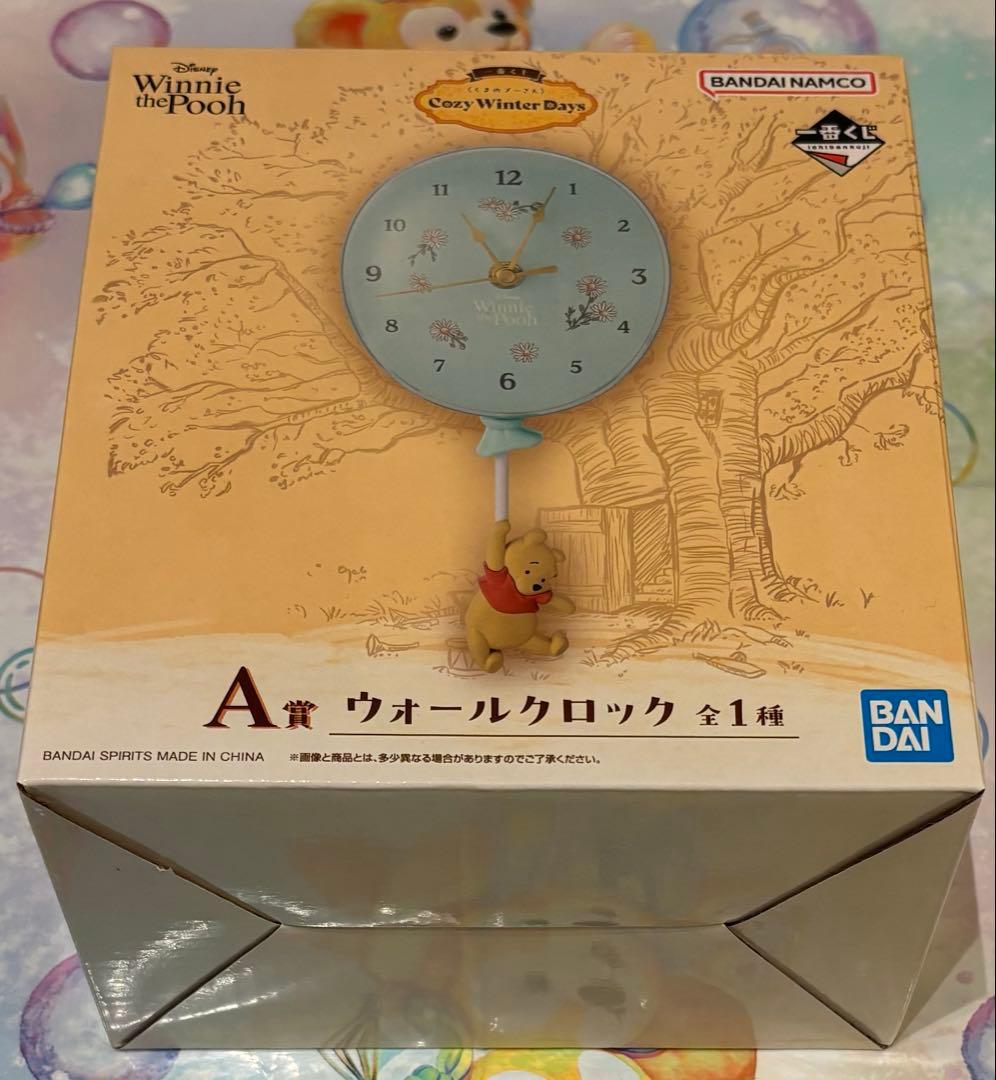 Disney
Winnie
the Pooh
一番くじ
くまのプーさん
Cozy Winter Days
BANDAI NAMCO
一番くじ
ichibankuji
12
11
1
10
2
9
3
8
4
7
5
6
Disney
Winnie
the Pooh
A賞 ウォールクロック 全1種
BAN
DAI
BANDAI SPIRITS MADE IN CHINA ※画像と商品とは、多少異なる場合がありますのでご了承ください。